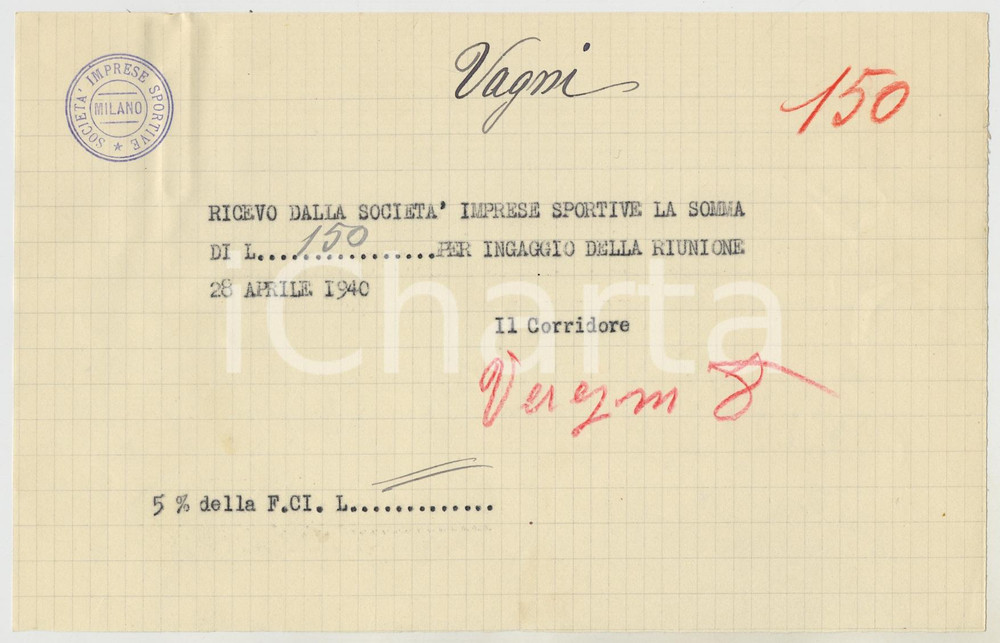 SOCIETA' IMPRESE SPORTIVE
MILANO
Vagni
150
RICEVO DALLA SOCIETA' IMPRESE SPORTIVE LA SOMMA
DI L. 150 ................PER INGAGGIO DELLA RIUNIONE
28 APRILE 1940
Il Corridore
iCharta
5 % della F.CI. L.............